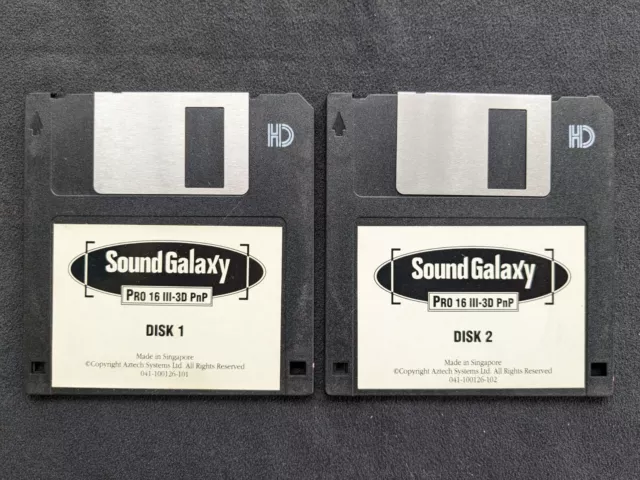 HD
Sound Galaxy
PRO 16 III-3D PnP
DISK 1
Made in Singapore
©Copyright Aztech Systems Ltd. All Rights Reserved
041-100126-101
HD
Sound Galaxy
PRO 16 III-3D PnP
DISK 2
Made in Singapore
©Copyright Aztech Systems Ltd. All Rights Reserved
041-100126-102